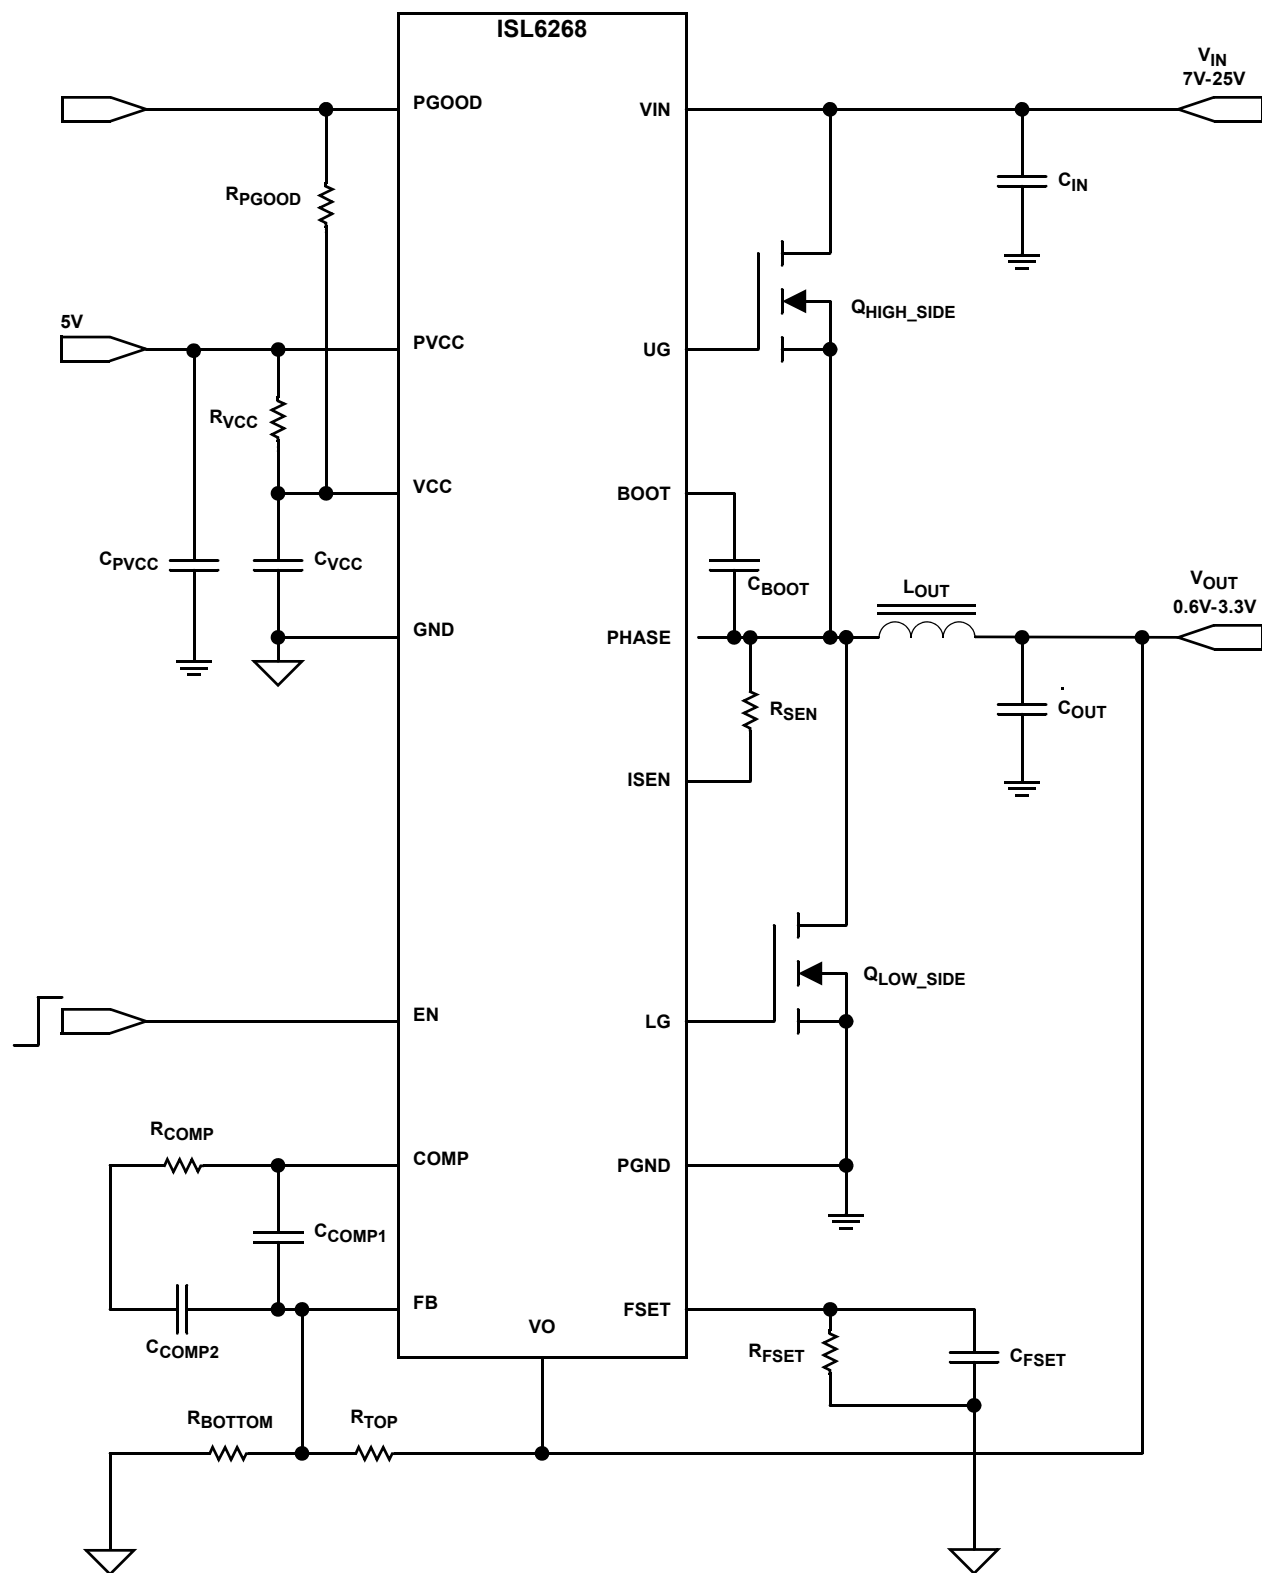 ISL6268
VIN
7V-25V
PGOOD
VIN
RPGOOD
CIN
QHIGH_SIDE
5V
PVCC
UG
RVCC
VCC
BOOT
CPVCC
CVCC
CBOOT
LOUT
VOUT
0.6V-3.3V
GND
PHASE
RSEN
COUT
ISEN
QLOW_SIDE
EN
LG
RCOMP
COMP
PGND
CCOMP1
FB
FSET
VO
CCOMP2
RFSET
CFSET
RBOTTOM
RTOP